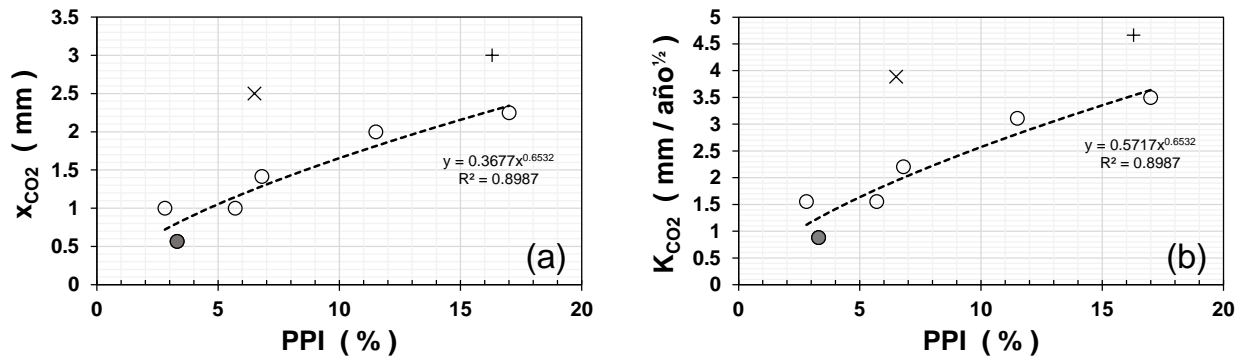 3.5
3
2.5
2
1.5
1
0.5
0
0 5 10 15 20
x_CO2 ( mm )
PPI ( % )
y = 0.3677x^0.6532
R² = 0.8987
(a)
5
4.5
4
3.5
3
2.5
2
1.5
1
0.5
0
0 5 10 15 20
K_CO2 ( mm / año^½ )
PPI ( % )
y = 0.5717x^0.6532
R² = 0.8987
(b)